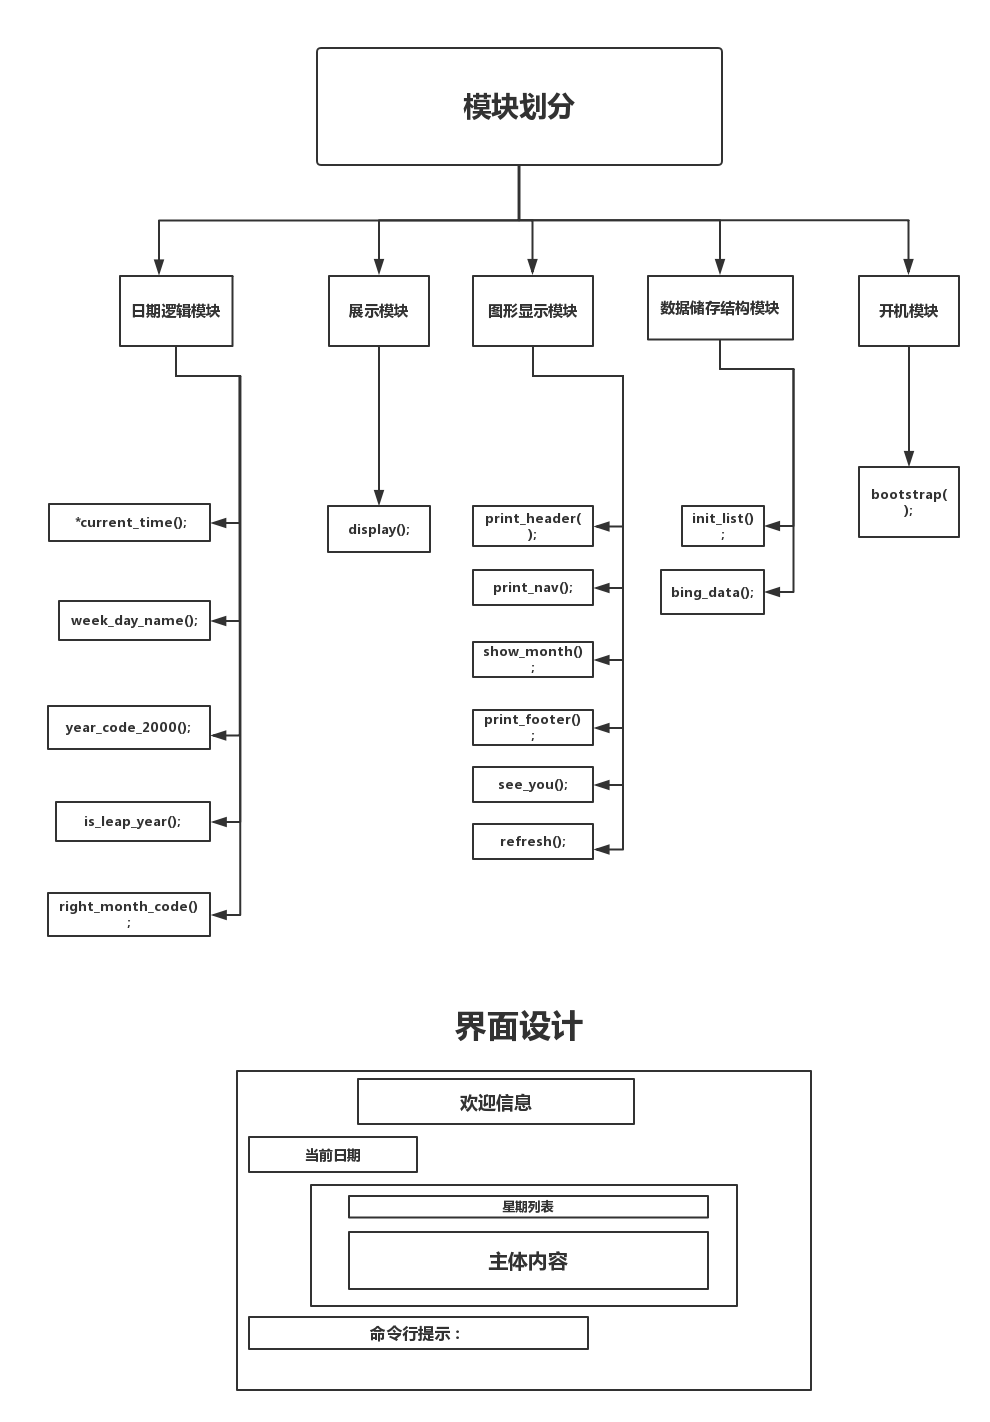 模块划分
日期逻辑模块
展示模块
图形显示模块
数据储存结构模块
开机模块
*current_time();
week_day_name();
year_code_2000();
is_leap_year();
right_month_code()
;
display();
print_header(
);
print_nav();
show_month()
;
print_footer()
;
see_you();
refresh();
init_list()
;
bing_data();
bootstrap(
);
界面设计
欢迎信息
当前日期
星期列表
主体内容
命令行提示：